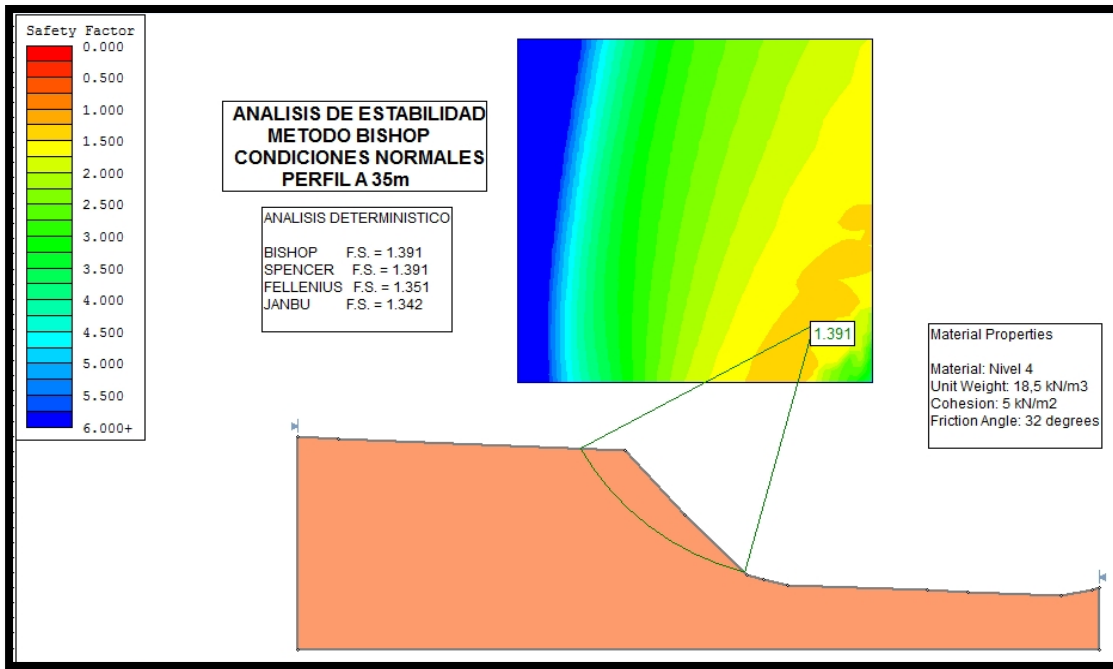 Safety Factor
0.000
0.500
1.000
1.500
2.000
2.500
3.000
3.500
4.000
4.500
5.000
5.500
6.000+
ANALISIS DE ESTABILIDAD
METODO BISHOP
CONDICIONES NORMALES
PERFIL A 35m
ANALISIS DETERMINISTICO
BISHOP F.S. = 1.391
SPENCER F.S. = 1.391
FELLENIUS F.S. = 1.351
JANBU F.S. = 1.342
1.391
Material Properties
Material: Nivel 4
Unit Weight: 18,5 kN/m3
Cohesion: 5 kN/m2
Friction Angle: 32 degrees